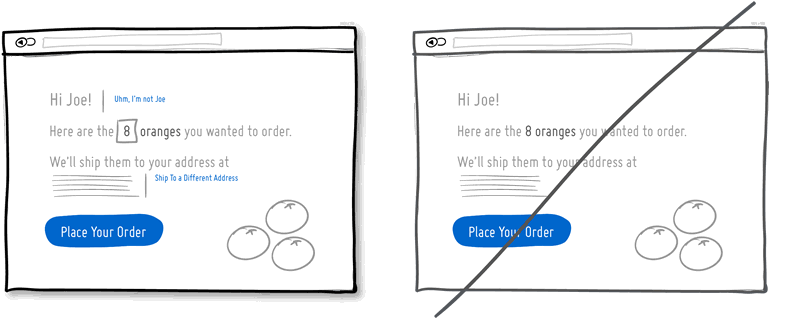 Hi Joe! Uhm, I'm not Joe
Here are the 8 oranges you wanted to order.
We'll ship them to your address at
Ship To a Different Address
Place Your Order
Hi Joe!
Here are the 8 oranges you wanted to order.
We'll ship them to your address at
Place Your Order